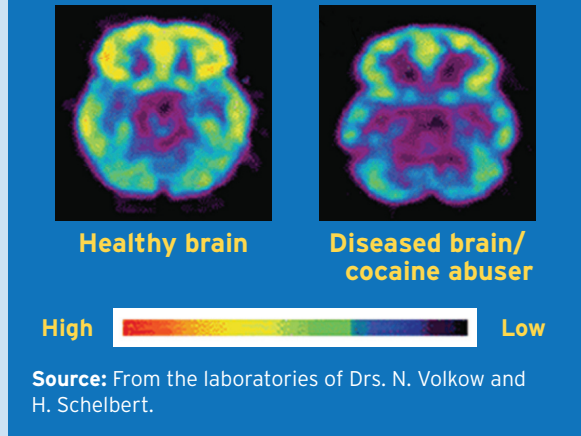 Healthy brain
Diseased brain/
cocaine abuser
High
Low
Source: From the laboratories of Drs. N. Volkow and
H. Schelbert.